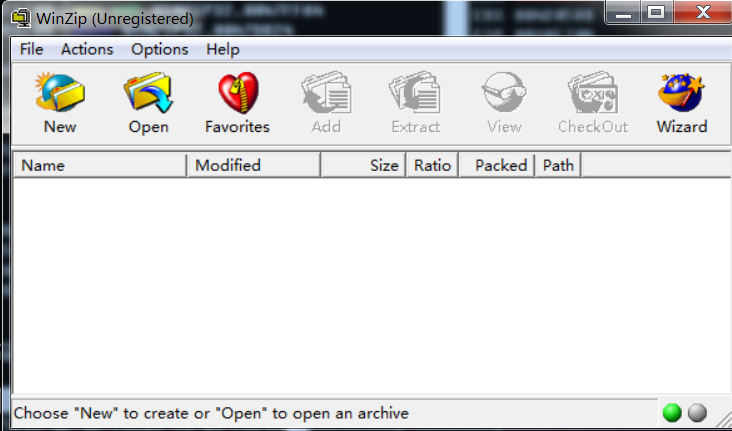 WinZip (Unregistered)
File Actions Options Help
New Open Favorites Add Extract View CheckOut Wizard
Name Modified Size Ratio Packed Path
Choose "New" to create or "Open" to open an archive